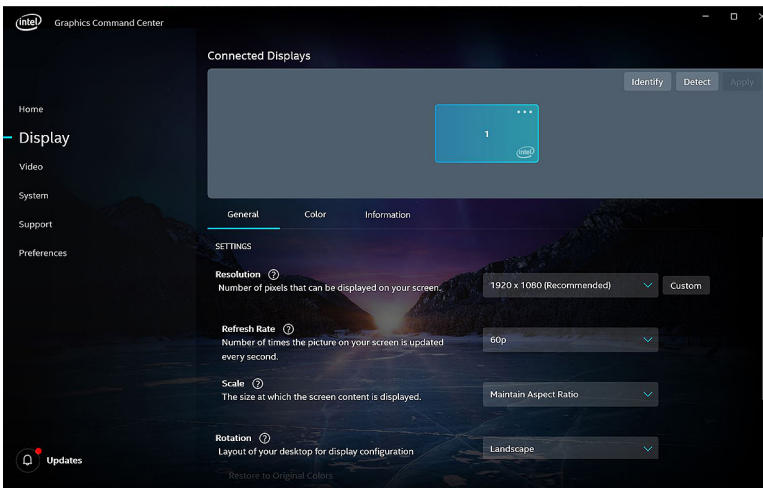 intel
Graphics Command Center
Connected Displays
Identify
Detect
Apply
1
intel
Home
Display
Video
System
Support
Preferences
General
Color
Information
SETTINGS
Resolution ?
Number of pixels that can be displayed on your screen.
1920 x 1080 (Recommended)
Custom
Refresh Rate ?
Number of times the picture on your screen is updated
every second.
60p
Scale ?
The size at which the screen content is displayed.
Maintain Aspect Ratio
Rotation ?
Layout of your desktop for display configuration
Landscape
Restore to Original Colors
Updates